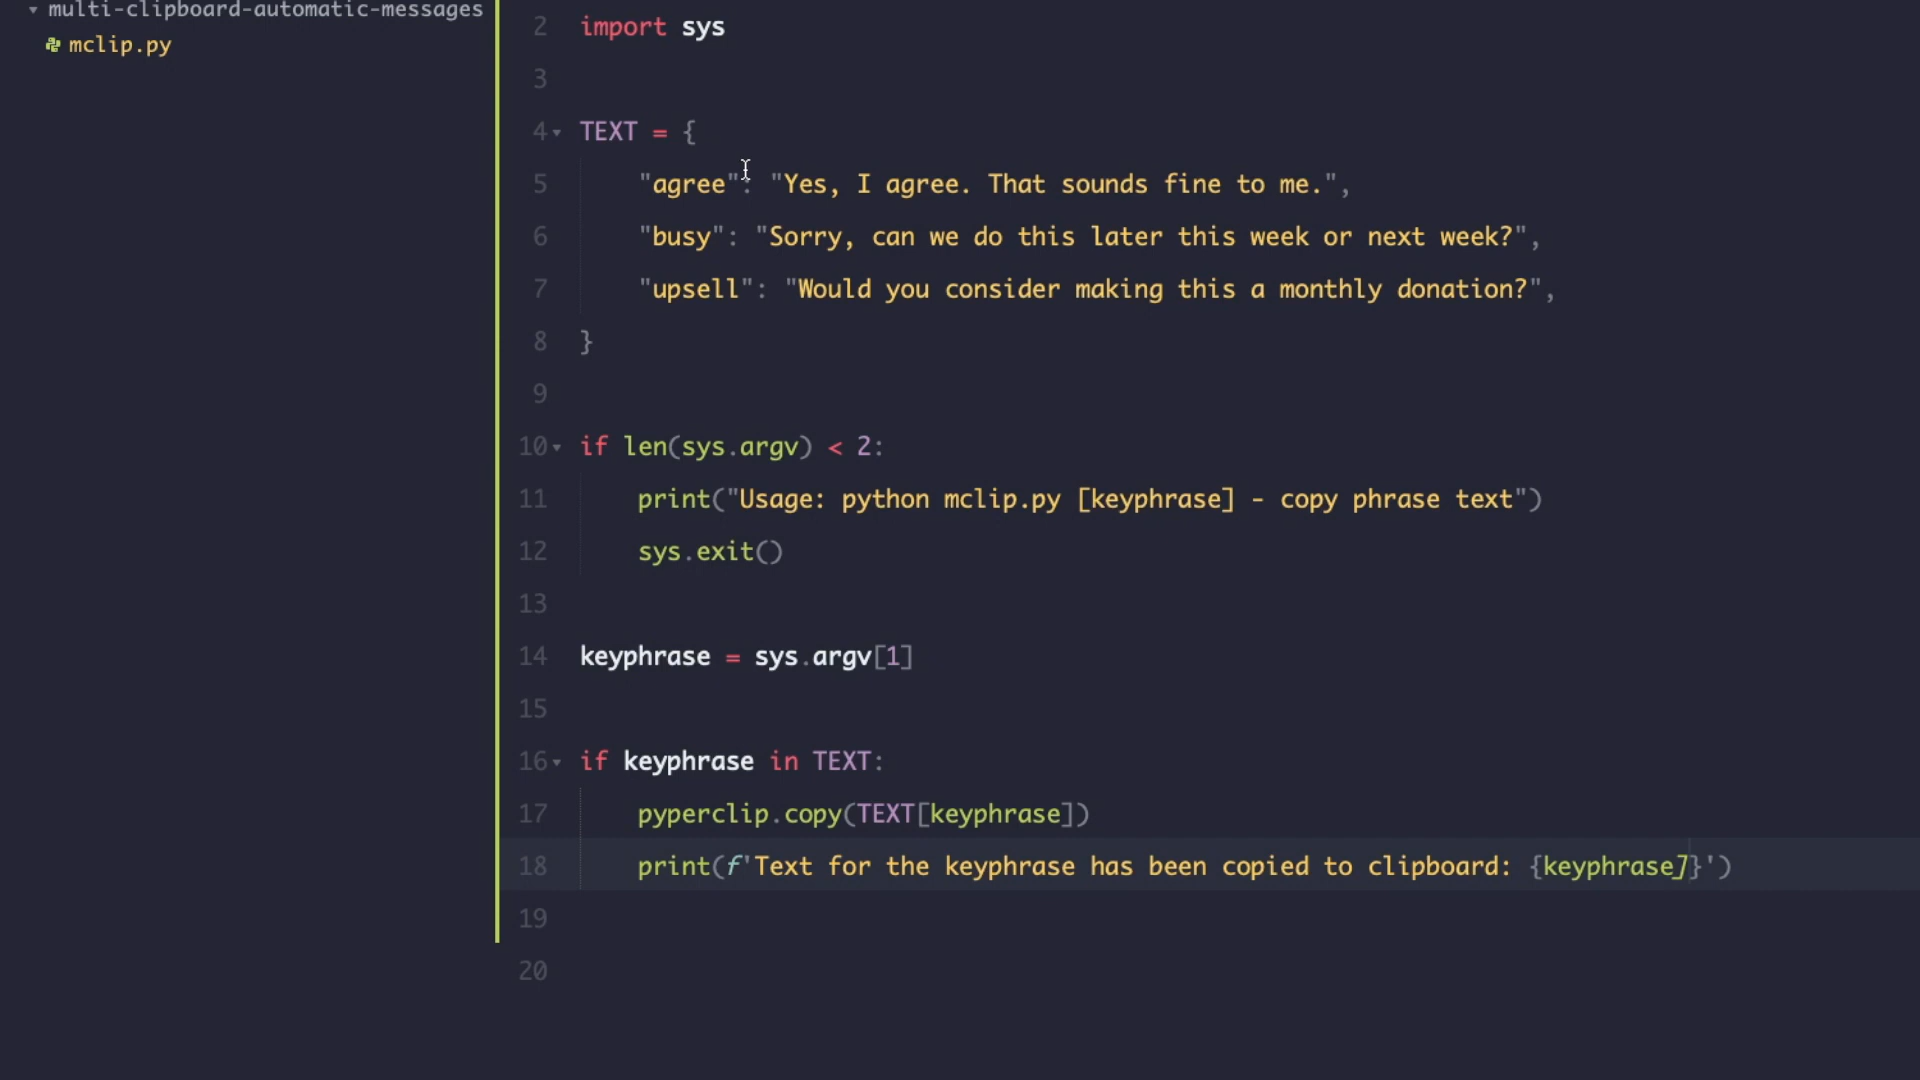 multi-clipboard-automatic-messages
mclip.py
2 import sys
3
4 TEXT = {
5 "agree": "Yes, I agree. That sounds fine to me.",
6 "busy": "Sorry, can we do this later this week or next week?",
7 "upsell": "Would you consider making this a monthly donation?",
8 }
9
10 if len(sys.argv) < 2:
11 print("Usage: python mclip.py [keyphrase] - copy phrase text")
12 sys.exit()
13
14 keyphrase = sys.argv[1]
15
16 if keyphrase in TEXT:
17 pyperclip.copy(TEXT[keyphrase])
18 print(f'Text for the keyphrase has been copied to clipboard: {keyphrase]}')
19
20